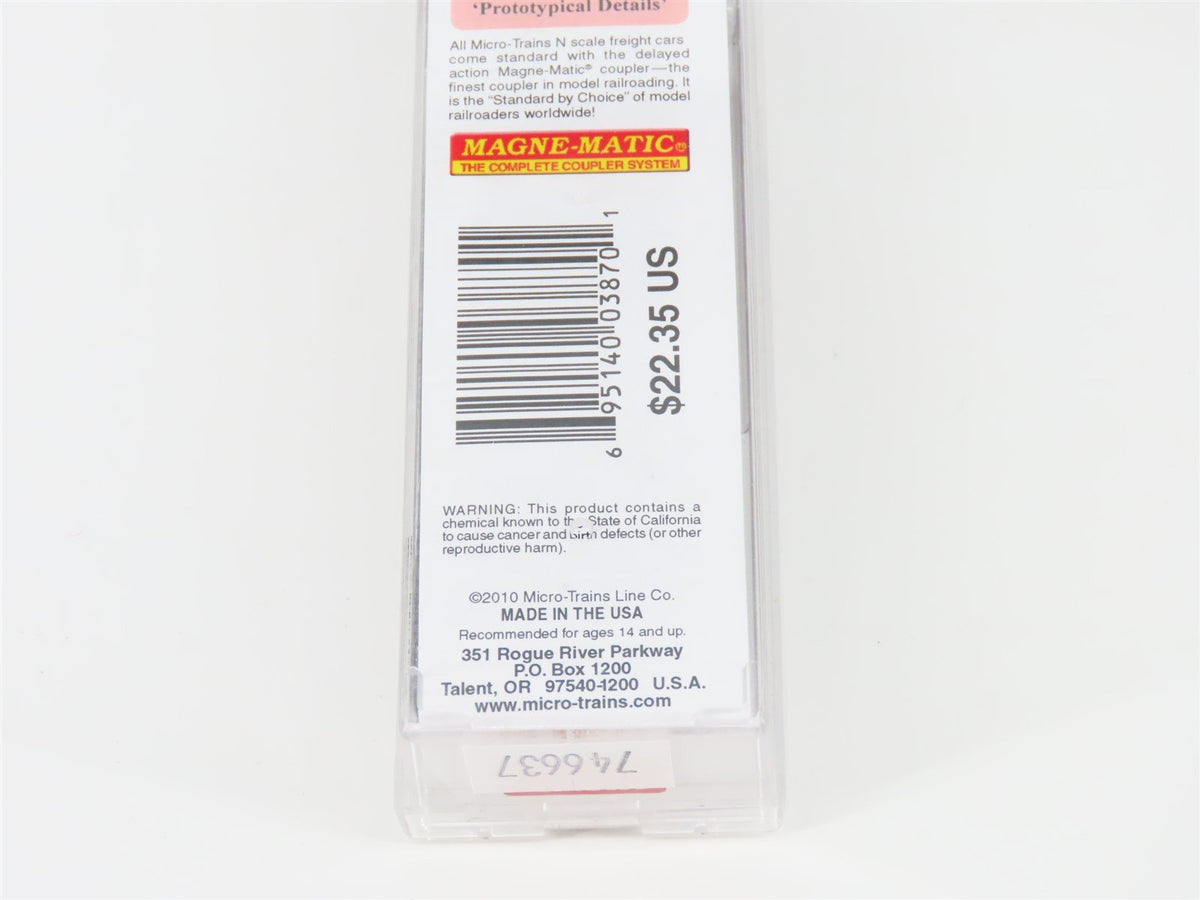 'Prototypical Details'
All Micro-Trains N scale freight cars
come standard with the delayed
action Magne-Matic® coupler—the
finest coupler in model railroading. It
is the "Standard by Choice" of model
railroaders worldwide!
MAGNE-MATIC®
THE COMPLETE COUPLER SYSTEM
6 95140 03870 1
$22.35 US
WARNING: This product contains a
chemical known to State of California
to cause cancer and birth defects (or other
reproductive harm).
©2010 Micro-Trains Line Co.
MADE IN THE USA
Recommended for ages 14 and up.
351 Rogue River Parkway
P.O. Box 1200
Talent, OR 97540-1200 U.S.A.
www.micro-trains.com
746637